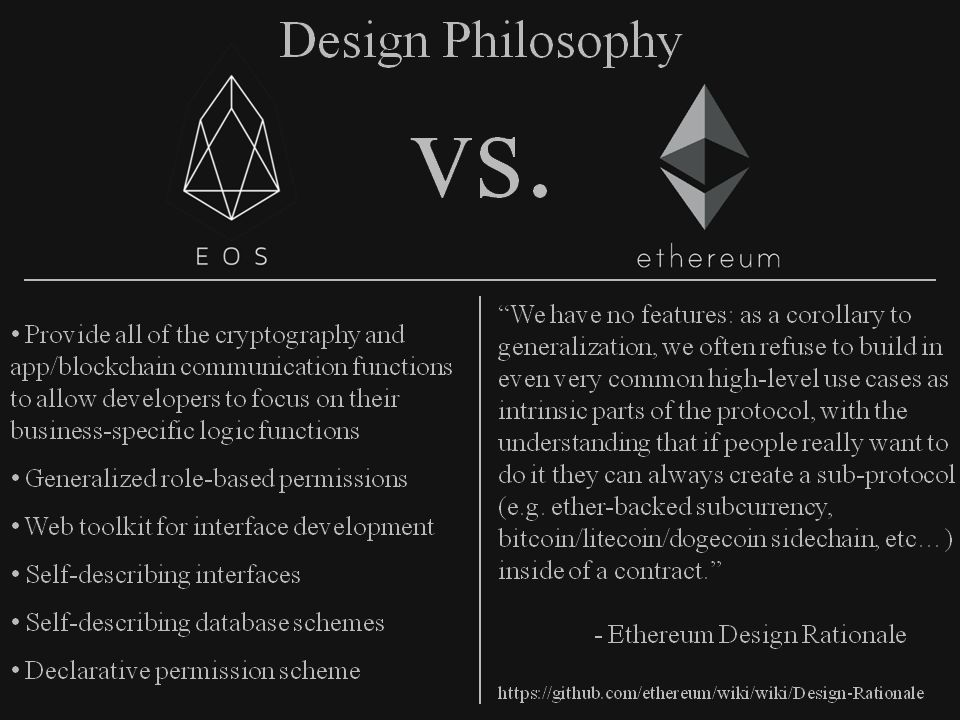 Design Philosophy
vs.
EOS
ethereum
• Provide all of the cryptography and
app/blockchain communication functions
to allow developers to focus on their
business-specific logic functions
• Generalized role-based permissions
• Web toolkit for interface development
• Self-describing interfaces
• Self-describing database schemes
• Declarative permission scheme
“We have no features: as a corollary to
generalization, we often refuse to build in
even very common high-level use cases as
intrinsic parts of the protocol, with the
understanding that if people really want to
do it they can always create a sub-protocol
(e.g. ether-backed subcurrency,
bitcoin/litecoin/dogecoin sidechain, etc…)
inside of a contract.”
- Ethereum Design Rationale
https://github.com/ethereum/wiki/wiki/Design-Rationale